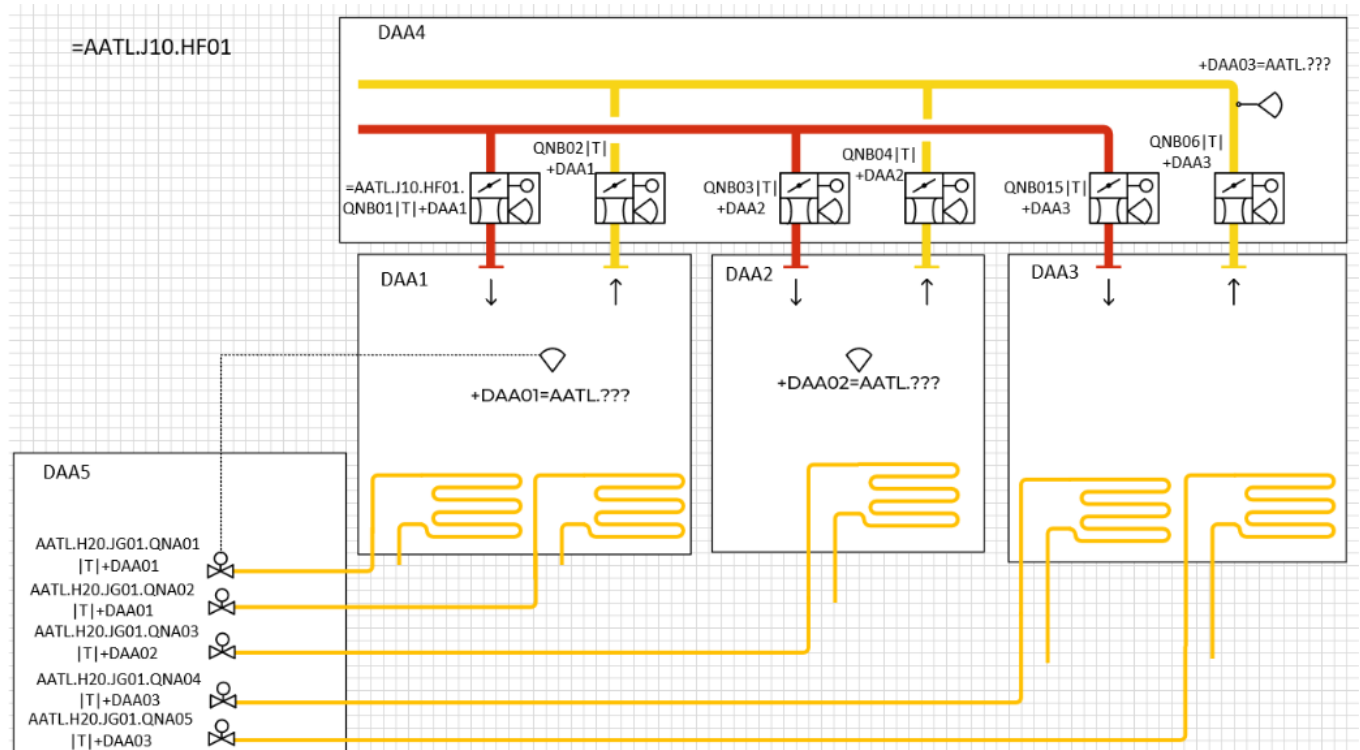 =AATL.J10.HF01
DAA4
+DAA03=AATL.???
QNB02|T|
+DAA1
QNB04|T|
+DAA2
QNB06|T|
+DAA3
=AATL.J10.HF01.
QNB01|T|+DAA1
QNB03|T|
+DAA2
QNB015|T|
+DAA3
DAA1
DAA2
DAA3
+DAA01=AATL.???
+DAA02=AATL.???
DAA5
AATL.H20.JG01.QNA01
|T|+DAA01
AATL.H20.JG01.QNA02
|T|+DAA01
AATL.H20.JG01.QNA03
|T|+DAA02
AATL.H20.JG01.QNA04
|T|+DAA03
AATL.H20.JG01.QNA05
|T|+DAA03